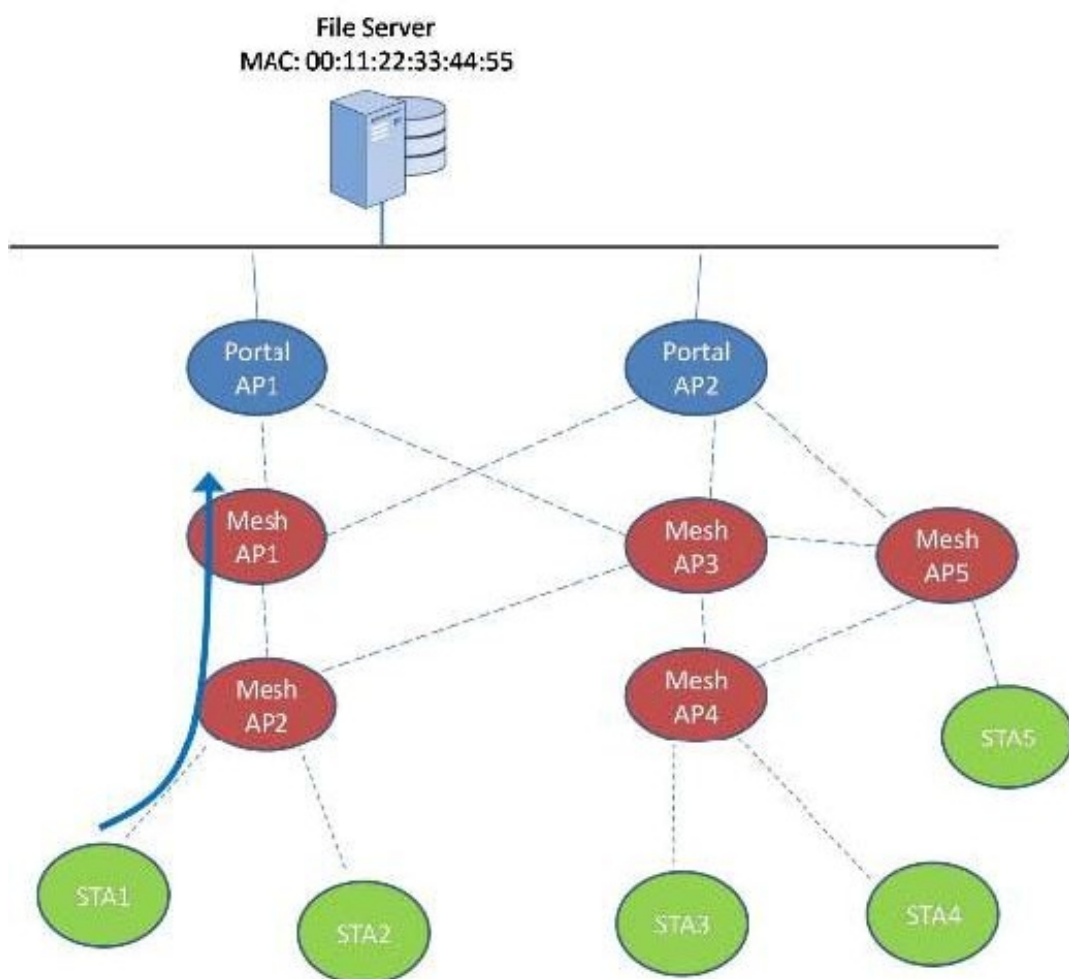 File Server
MAC: 00:11:22:33:44:55
Portal
AP1
Portal
AP2
Mesh
AP1
Mesh
AP3
Mesh
AP5
Mesh
AP2
Mesh
AP4
STA5
STA1
STA2
STA3
STA4